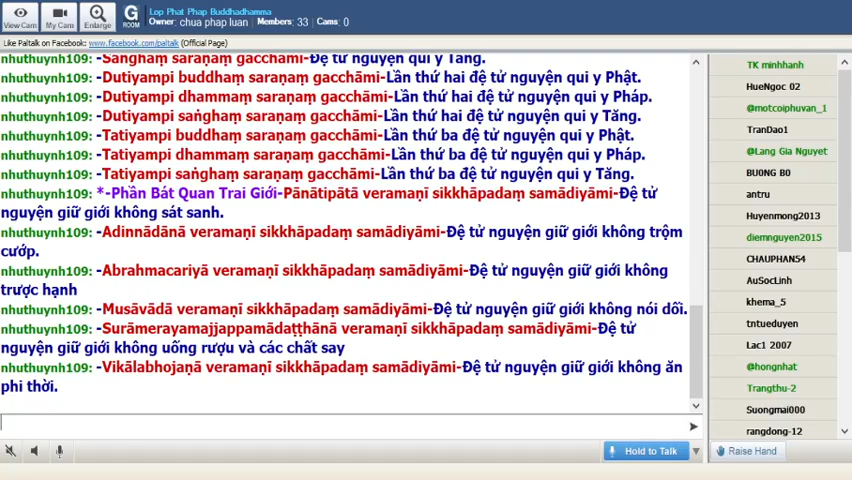 Lop Phat Phap Buddhadhamma
Owner: chua phap luan Members: 33 Cams: 0
View Cam My Cam Enlarge G ROOM
Like Paltalk on Facebook: www.facebook.com/paltalk (Official Page)
nhuthuynh109: -Saṅghaṃ saraṇaṃ gacchāmi-Đệ tử nguyện qui y Tăng.
nhuthuynh109: -Dutiyampi buddhaṃ saraṇaṃ gacchāmi-Lần thứ hai đệ tử nguyện qui y Phật.
nhuthuynh109: -Dutiyampi dhammaṃ saraṇaṃ gacchāmi-Lần thứ hai đệ tử nguyện qui y Pháp.
nhuthuynh109: -Dutiyampi saṅghaṃ saraṇaṃ gacchāmi-Lần thứ hai đệ tử nguyện qui y Tăng.
nhuthuynh109: -Tatiyampi buddhaṃ saraṇaṃ gacchāmi-Lần thứ ba đệ tử nguyện qui y Phật.
nhuthuynh109: -Tatiyampi dhammaṃ saraṇaṃ gacchāmi-Lần thứ ba đệ tử nguyện qui y Pháp.
nhuthuynh109: -Tatiyampi saṅghaṃ saraṇaṃ gacchāmi-Lần thứ ba đệ tử nguyện qui y Tăng.
nhuthuynh109: *-Phần Bát Quan Trai Giới-Pānātipātā veramaṇī sikkhāpadaṃ samādiyāmi-Đệ tử
nguyện giữ giới không sát sanh.
nhuthuynh109: -Adinnādānā veramaṇī sikkhāpadaṃ samādiyāmi-Đệ tử nguyện giữ giới không trộm
cướp.
nhuthuynh109: -Abrahmacariyā veramaṇī sikkhāpadaṃ samādiyāmi-Đệ tử nguyện giữ giới không
trược hạnh
nhuthuynh109: -Musāvādā veramaṇī sikkhāpadaṃ samādiyāmi-Đệ tử nguyện giữ giới không nói dối.
nhuthuynh109: -Surāmerayamajjappamādaṭṭhānā veramaṇī sikkhāpadaṃ samādiyāmi-Đệ tử
nguyện giữ giới không uống rượu và các chất say
nhuthuynh109: -Vikālabhojaṇā veramaṇī sikkhāpadaṃ samādiyāmi-Đệ tử nguyện giữ giới không ăn
phi thời.
TK minhhanh
HueNgoc 02
@motcoiphuvan_1
TranDao1
@Lang Gia Nguyet
BU0NG B0
antru
Huyenmong2013
diemnguyen2015
CHAUPHAN54
AuSocLinh
khema_5
tntueduyen
Lac1 2007
@hongnhat
Trangthu-2
Suongmai000
rangdong-12
Hold to Talk
Raise Hand